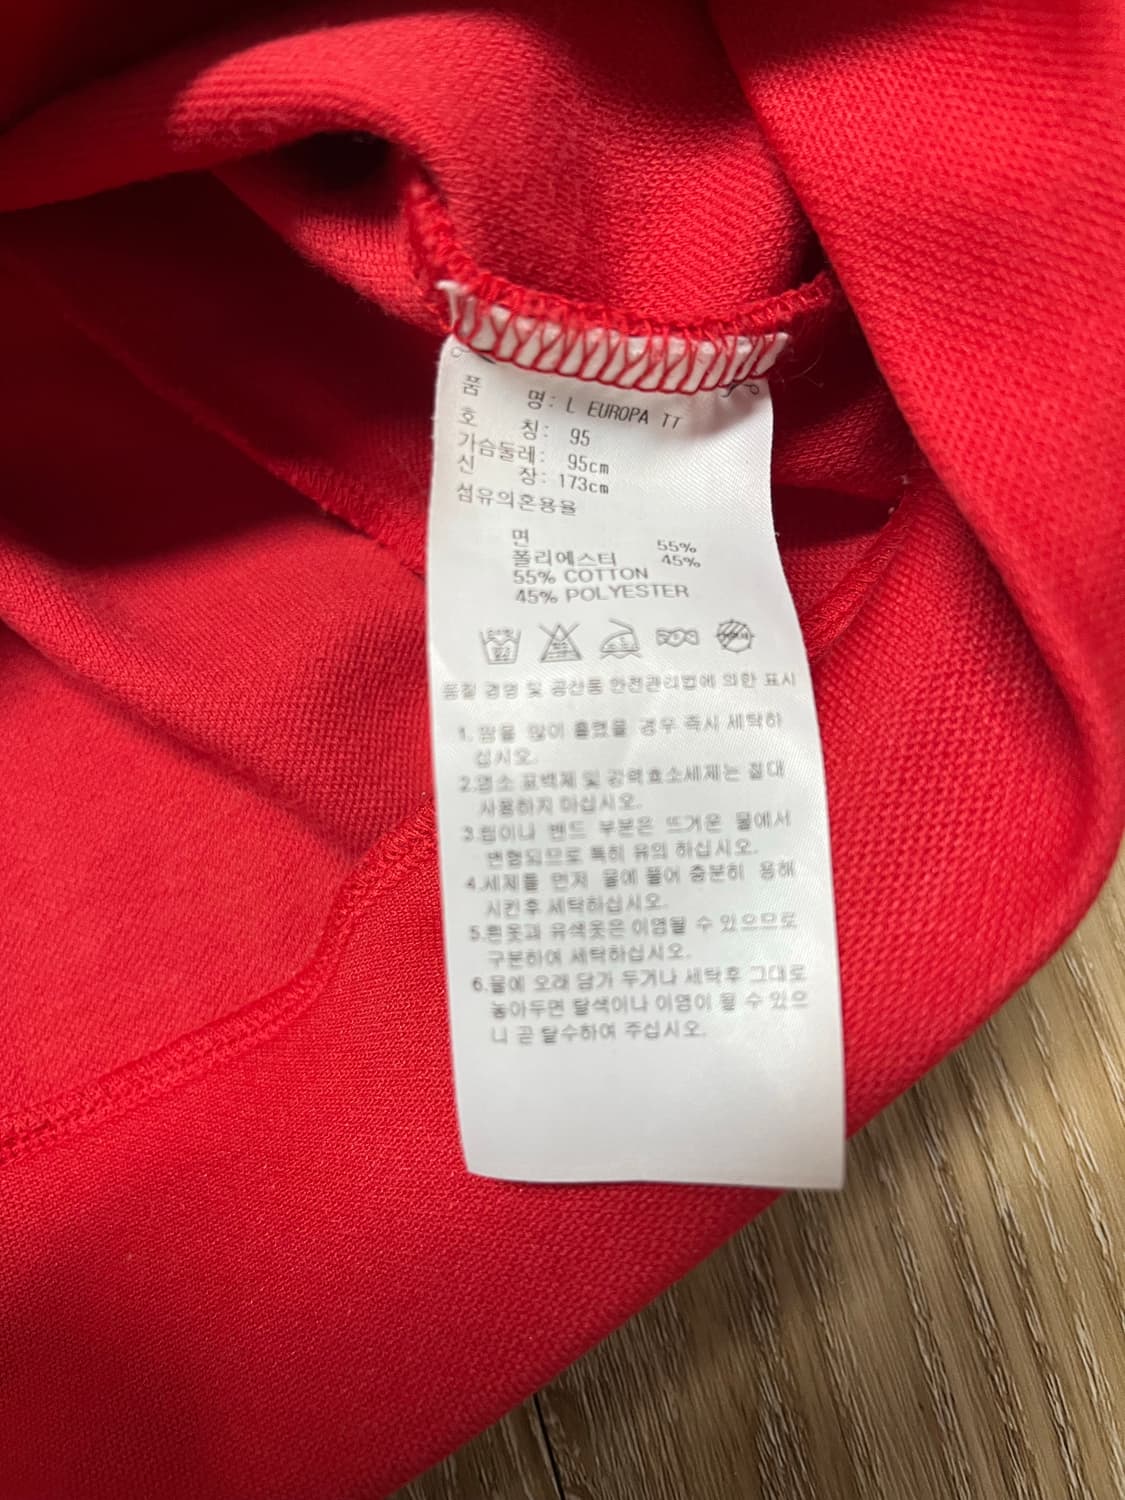 품 명: L EUROPA TT
호 칭: 95
가슴둘레: 95cm
신 장: 173cm
섬유의혼용율
면 55%
폴리에스터 45%
55% COTTON
45% POLYESTER
품질 경영 및 공산품 안전관리법에 의한 표시
1. 땀을 많이 흘렸을 경우 즉시 세탁하
십시오.
2.염소 표백제 및 강력효소세제는 절대
사용하지 마십시오.
3.립이나 밴드 부분은 뜨거운 물에서
변형되므로 특히 유의 하십시오.
4.세제를 먼저 물에 풀어 충분히 용해
시킨후 세탁하십시오.
5.흰옷과 유색옷은 이염될 수 있으므로
구분하여 세탁하십시오.
6.물에 오래 담가 두거나 세탁후 그대로
놓아두면 탈색이나 이염이 될 수 있으
니 곧 탈수하여 주십시오.